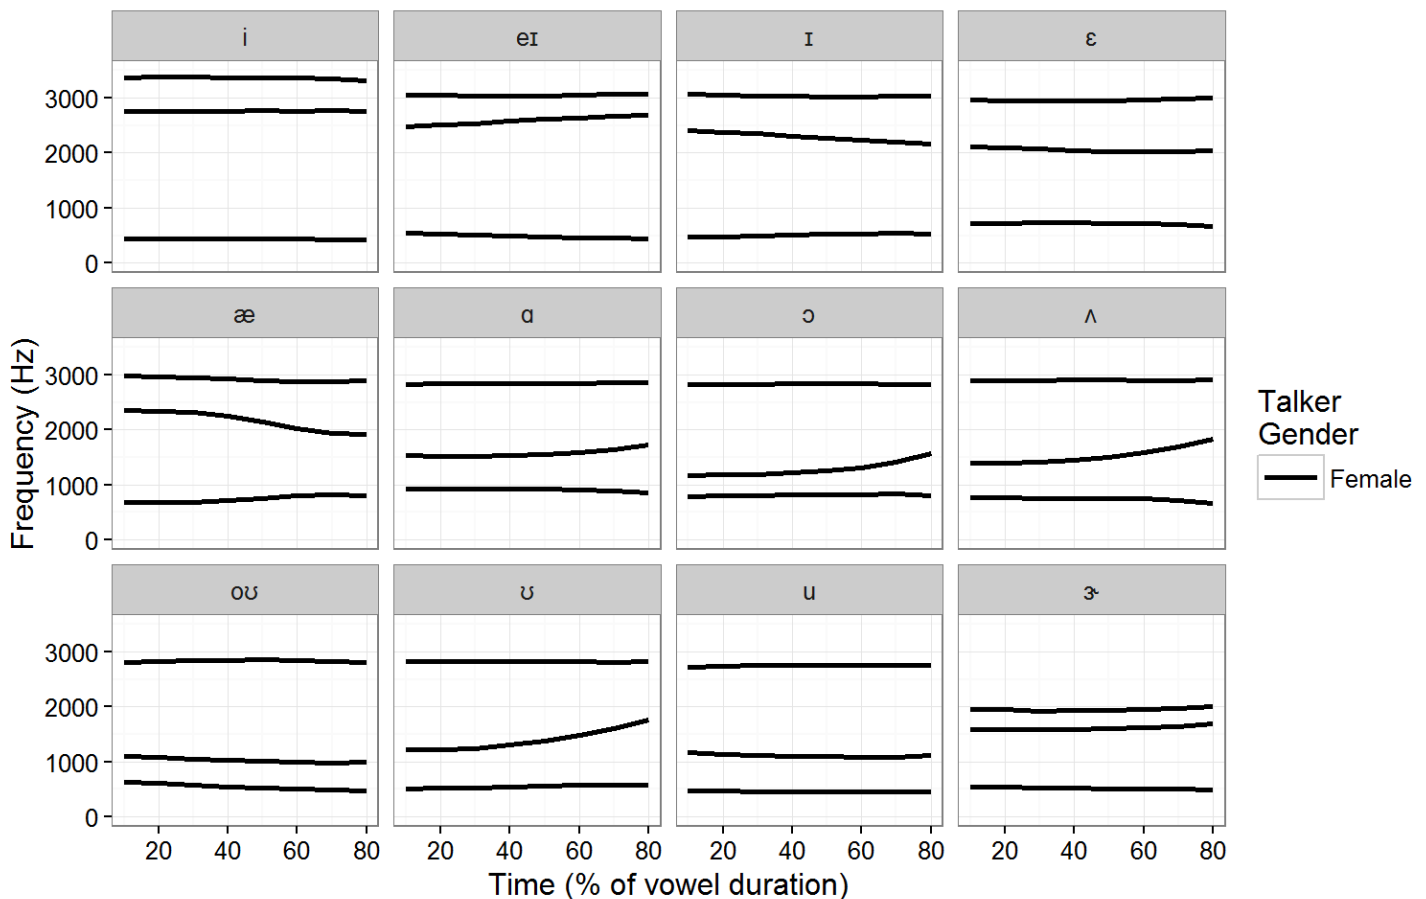 i eɪ ɪ ɛ
3000
2000
1000
0
æ ɑ ɔ ʌ
3000
2000
1000
0
oʊ ʊ u ɝ
3000
2000
1000
0
20 40 60 80 20 40 60 80 20 40 60 80 20 40 60 80
Time (% of vowel duration)
Frequency (Hz)
Talker
Gender
Female